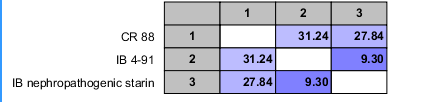 1 2 3
CR 88 1 31.24 27.84
IB 4-91 2 31.24 9.30
IB nephropathogenic starin 3 27.84 9.30